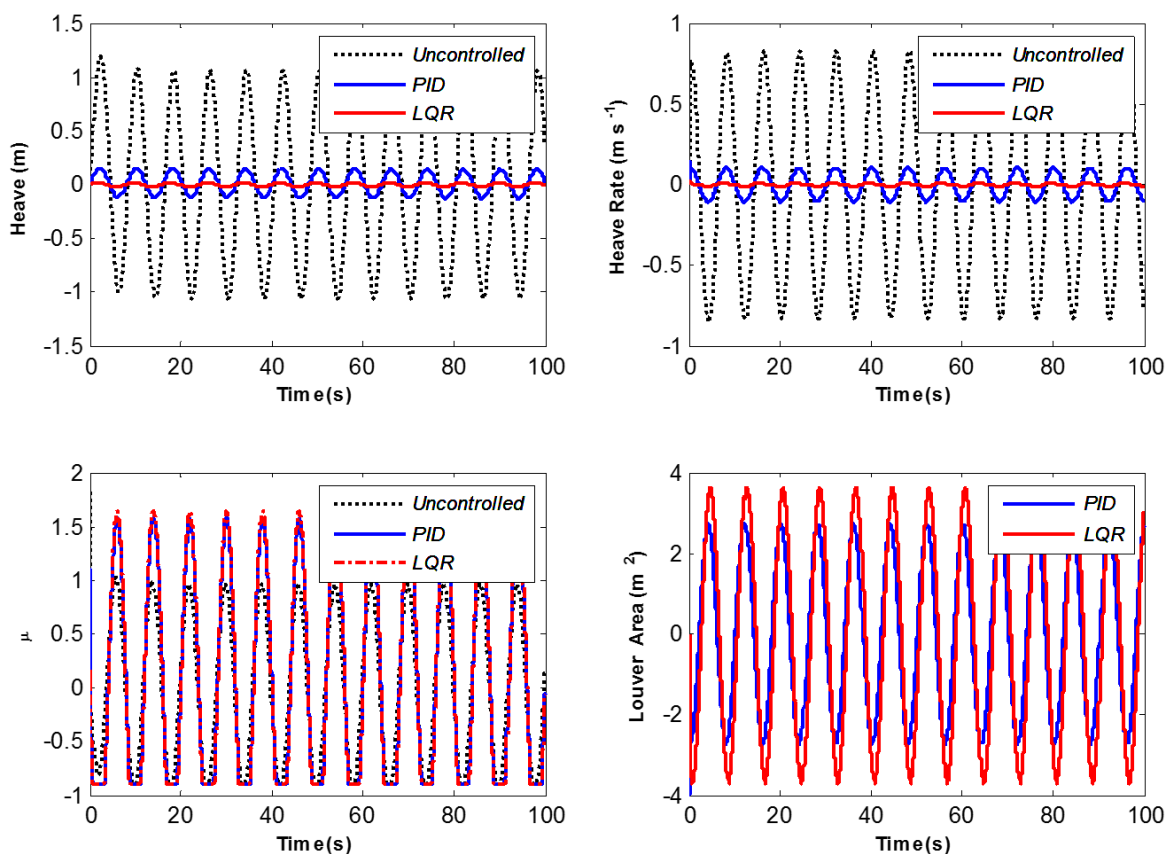 1.5
1
0.5
0
-0.5
-1
-1.5
Heave (m)
Uncontrolled
PID
LQR
0 20 40 60 80 100
Time(s)
1
0.5
0
-0.5
-1
Heave Rate (m s -1)
Uncontrolled
PID
LQR
0 20 40 60 80 100
Time(s)
2
1.5
1
0.5
0
-0.5
-1
μ
Uncontrolled
PID
LQR
0 20 40 60 80 100
Time(s)
4
2
0
-2
-4
Louver Area (m 2)
PID
LQR
0 20 40 60 80 100
Time(s)